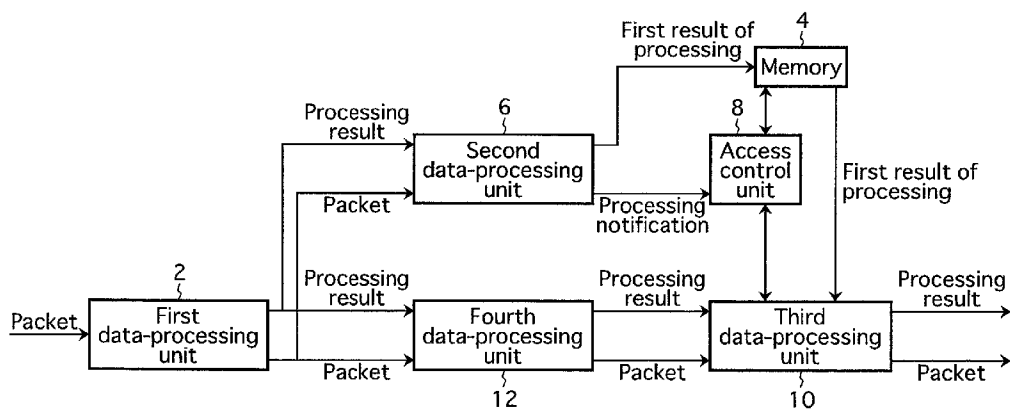 4
First result of
processing
Memory
6
8
Processing
result
Second
data-processing
unit
Access
control
unit
First result of
processing
Packet
Processing
notification
2
Processing
result
Processing
result
Processing
result
Packet
First
data-processing
unit
Fourth
data-processing
unit
Third
data-processing
unit
Packet
Packet
Packet
12
10